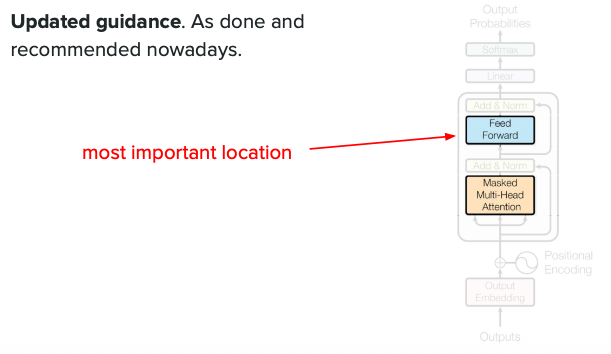 Updated guidance. As done and
recommended nowadays.
most important location
Output
Probabilities
Softmax
Linear
Add & Norm
Feed
Forward
Add & Norm
Masked
Multi-Head
Attention
Positional
Encoding
Output
Embedding
Outputs